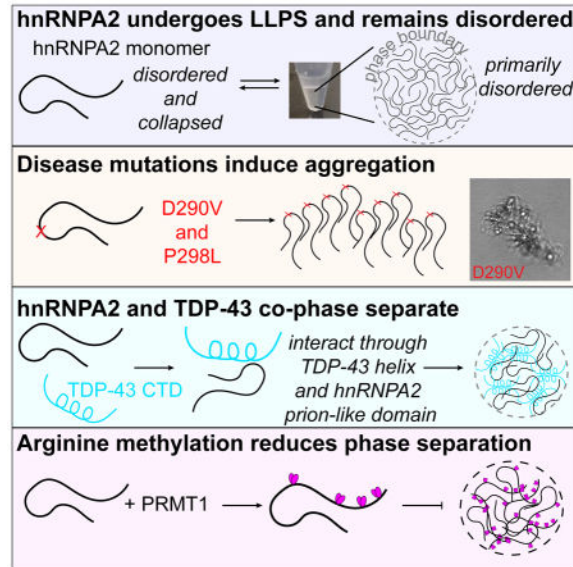 hnRNPA2 undergoes LLPS and remains disordered
hnRNPA2 monomer
disordered
and
collapsed
phase boundary
primarily
disordered
Disease mutations induce aggregation
D290V
and
P298L
D290V
hnRNPA2 and TDP-43 co-phase separate
TDP-43 CTD
interact through
TDP-43 helix
and hnRNPA2
prion-like domain
Arginine methylation reduces phase separation
+ PRMT1